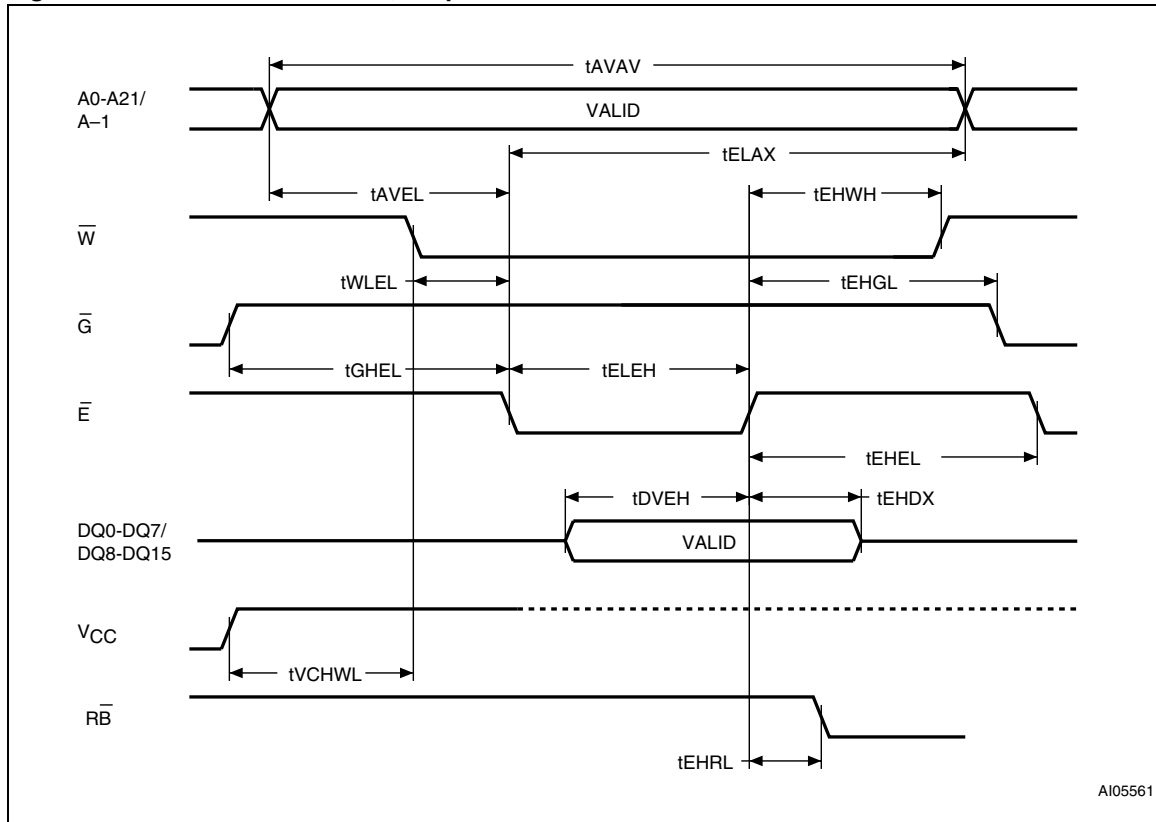 tAVAV
A0-A21/
A–1
VALID
tELAX
tAVEL
tEHWH
W̅
tWLEL
tEHGL
G̅
tGHEL
tELEH
E̅
tEHEL
tDVEH
tEHDX
DQ0-DQ7/
DQ8-DQ15
VALID
VCC
tVCHWL
RB̅
tEHRL
AI05561